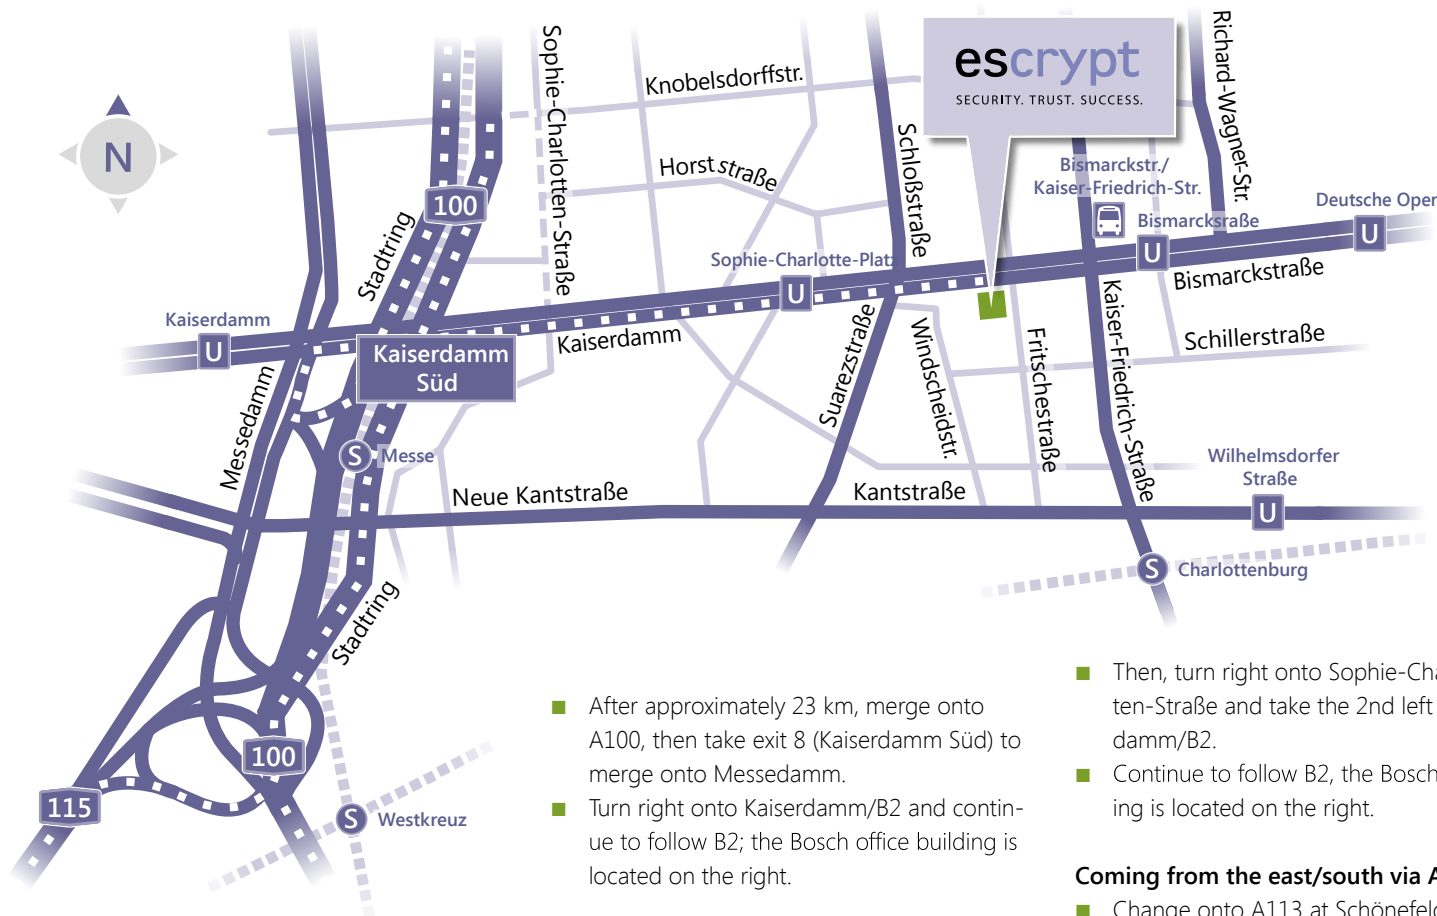 escrypt
SECURITY. TRUST. SUCCESS.
N
Knobelsdorffstr.
Sophie-Charlotten-Straße
Horststraße
Schloßstraße
Richard-Wagner-Str.
Bismarckstr./
Kaiser-Friedrich-Str.
Bismarcksraße
U
Deutsche Oper
U
100
Stadtring
Sophie-Charlotte-Platz
U
Bismarckstraße
Kaiserdamm
U
Kaiserdamm
Süd
Kaiserdamm
Messedamm
Suarezstraße
Windscheidstr.
Fritschestraße
Kaiser-Friedrich-Straße
Schillerstraße
S
Messe
Neue Kantstraße
Kantstraße
Wilhelmsdorfer
Straße
U
S
Charlottenburg
Stadtring
100
115
S
Westkreuz
■ After approximately 23 km, merge onto
A100, then take exit 8 (Kaiserdamm Süd) to
merge onto Messedamm.
■ Turn right onto Kaiserdamm/B2 and contin-
ue to follow B2; the Bosch office building is
located on the right.
■ Then, turn right onto Sophie-Cha
ten-Straße and take the 2nd left
damm/B2.
■ Continue to follow B2, the Bosch
ing is located on the right.
Coming from the east/south via A
■ Change onto A113 at Schönefeld